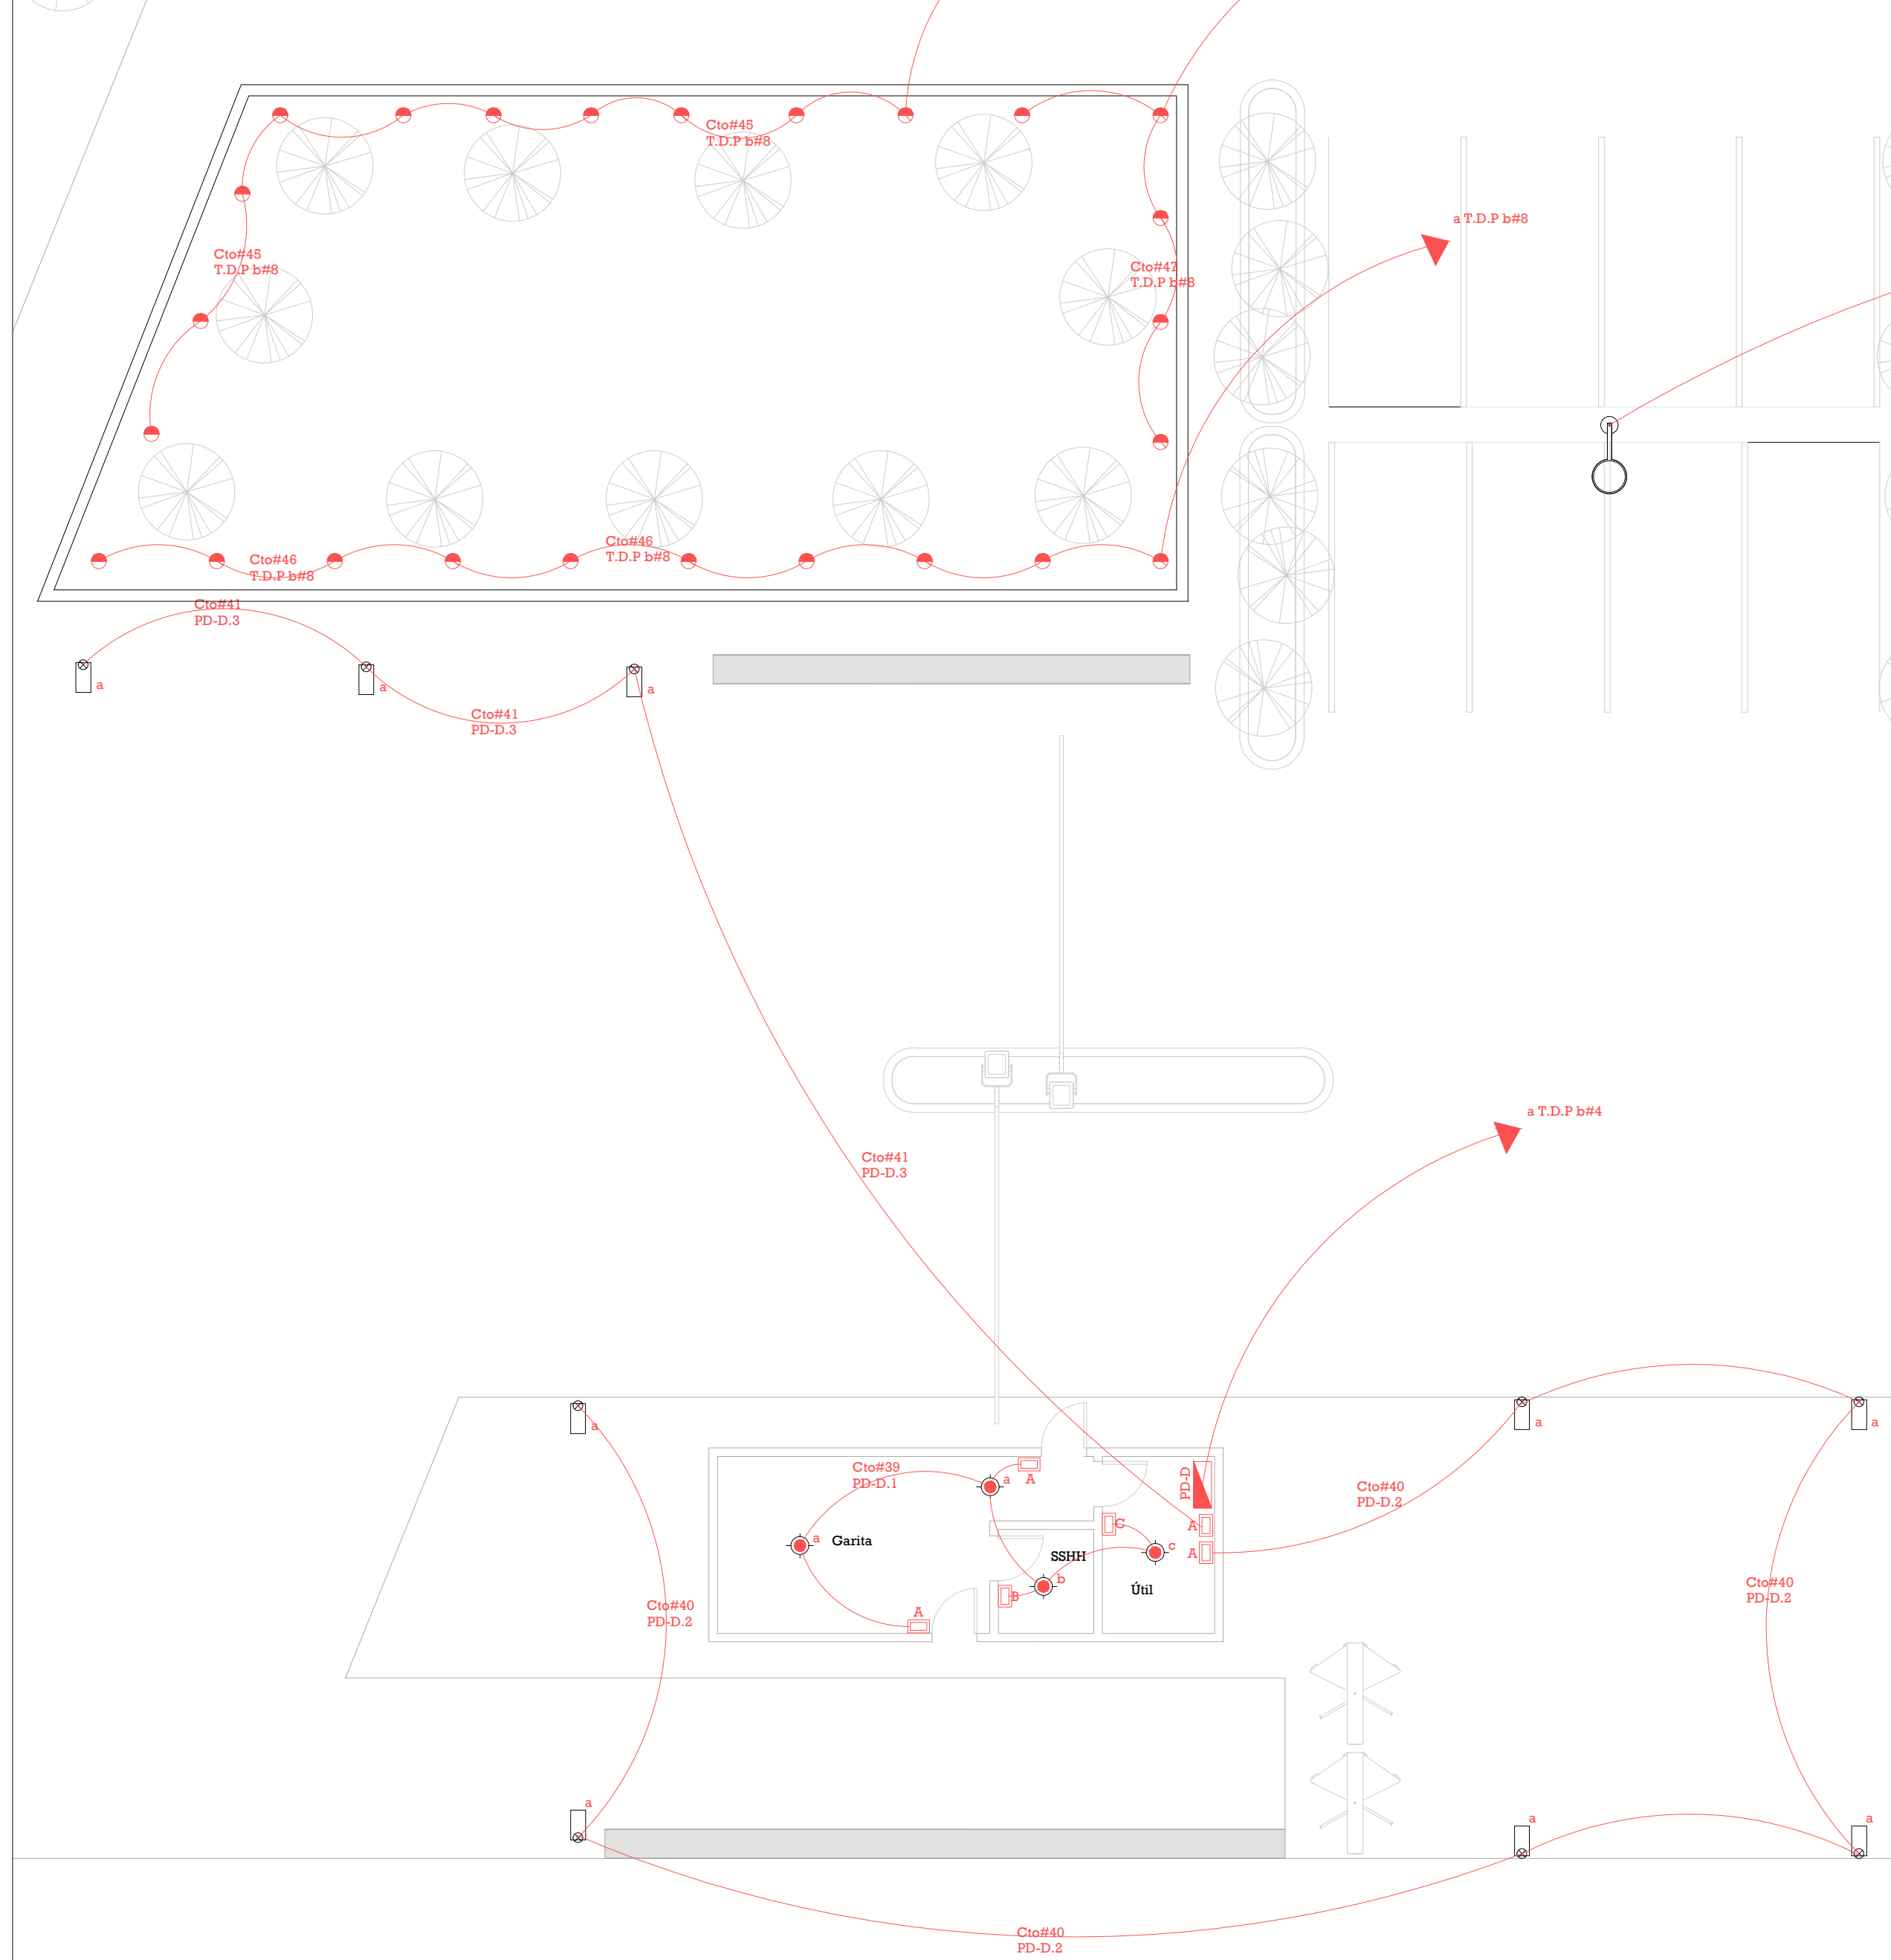 Cto#45
T.D.P b#8
a T.D.P b#8
Cto#45
T.D.P b#8
Cto#47
T.D.P b#8
Cto#46
T.D.P b#8
Cto#46
T.D.P b#8
Cto#41
PD-D.3
a
a
a
Cto#41
PD-D.3
a T.D.P b#4
Cto#41
PD-D.3
a
a
a
Cto#39
PD-D.1
a
A
PD-D
Cto#40
PD-D.2
C
A
a
Garita
c
A
SSHH
b
Útil
B
A
Cto#40
PD-D.2
Cto#40
PD-D.2
a
a
a
Cto#40
PD-D.2